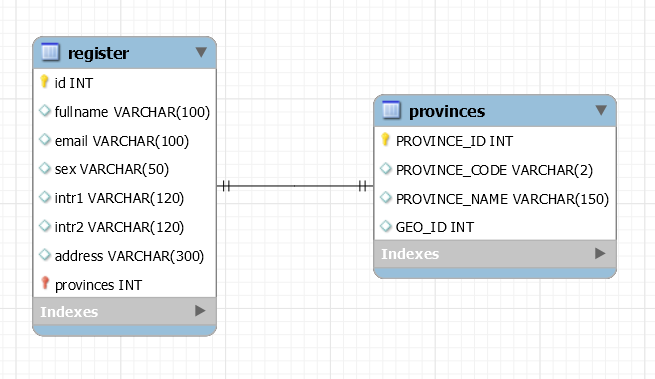 register
id INT
fullname VARCHAR(100)
email VARCHAR(100)
sex VARCHAR(50)
intr1 VARCHAR(120)
intr2 VARCHAR(120)
address VARCHAR(300)
provinces INT
Indexes
provinces
PROVINCE_ID INT
PROVINCE_CODE VARCHAR(2)
PROVINCE_NAME VARCHAR(150)
GEO_ID INT
Indexes